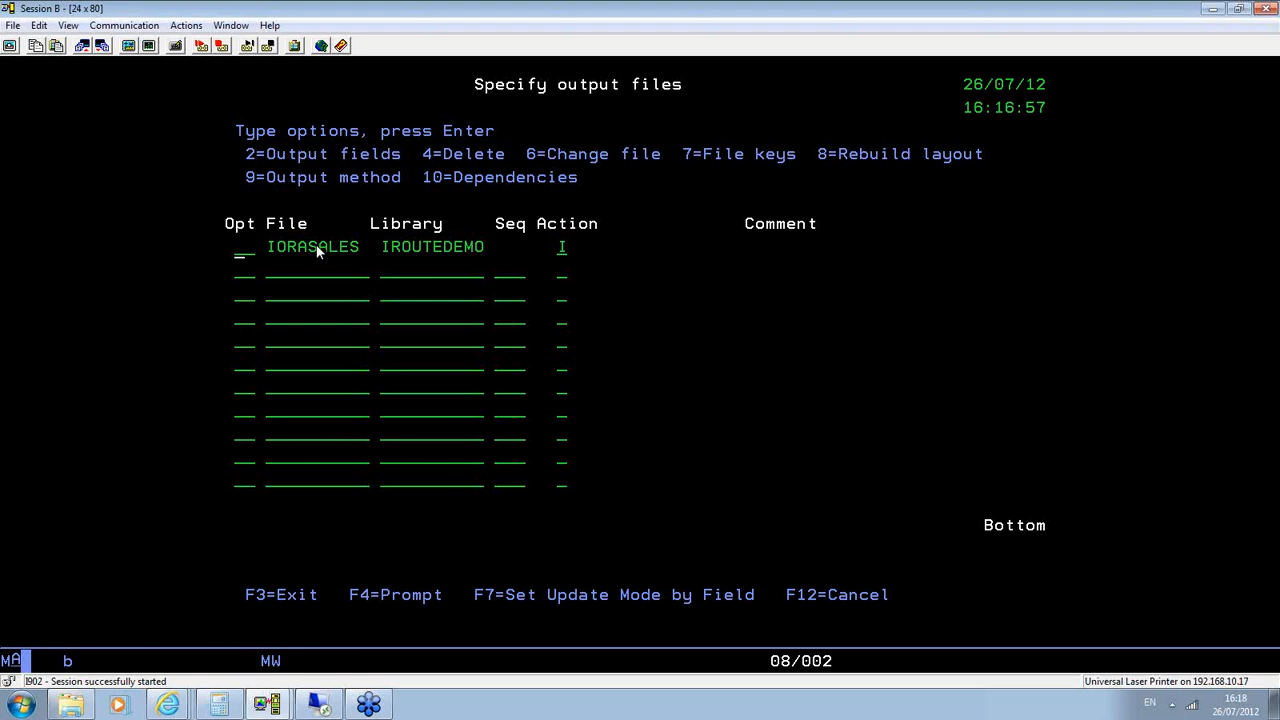 Session B - [24 x 80]
File Edit View Communication Actions Window Help
Specify output files 26/07/12
16:16:57
Type options, press Enter
2=Output fields 4=Delete 6=Change file 7=File keys 8=Rebuild layout
9=Output method 10=Dependencies
Opt File Library Seq Action Comment
IORASALES IROUTEDEMO I
Bottom
F3=Exit F4=Prompt F7=Set Update Mode by Field F12=Cancel
MA b MW 08/002
I902 - Session successfully started Universal Laser Printer on 192.168.10.17
EN 16:18
26/07/2012